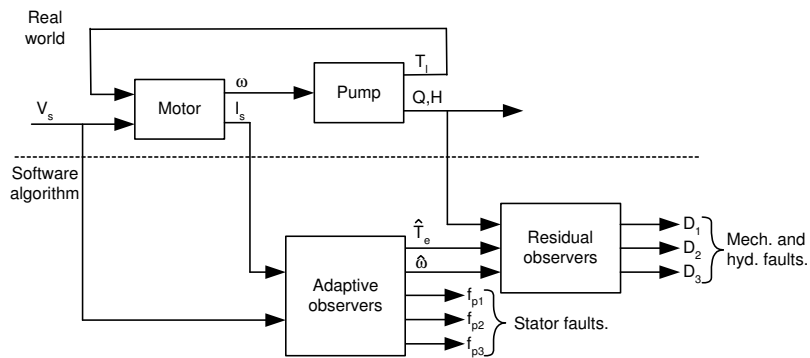 Real
world
T_l
ω
Motor
Pump
Q,H
I_s
V_s
Software
algorithm
T̂_e
Residual
observers
D_1
D_2
D_3
Mech. and
hyd. faults.
ω̂
Adaptive
observers
f_p1
f_p2
f_p3
Stator faults.